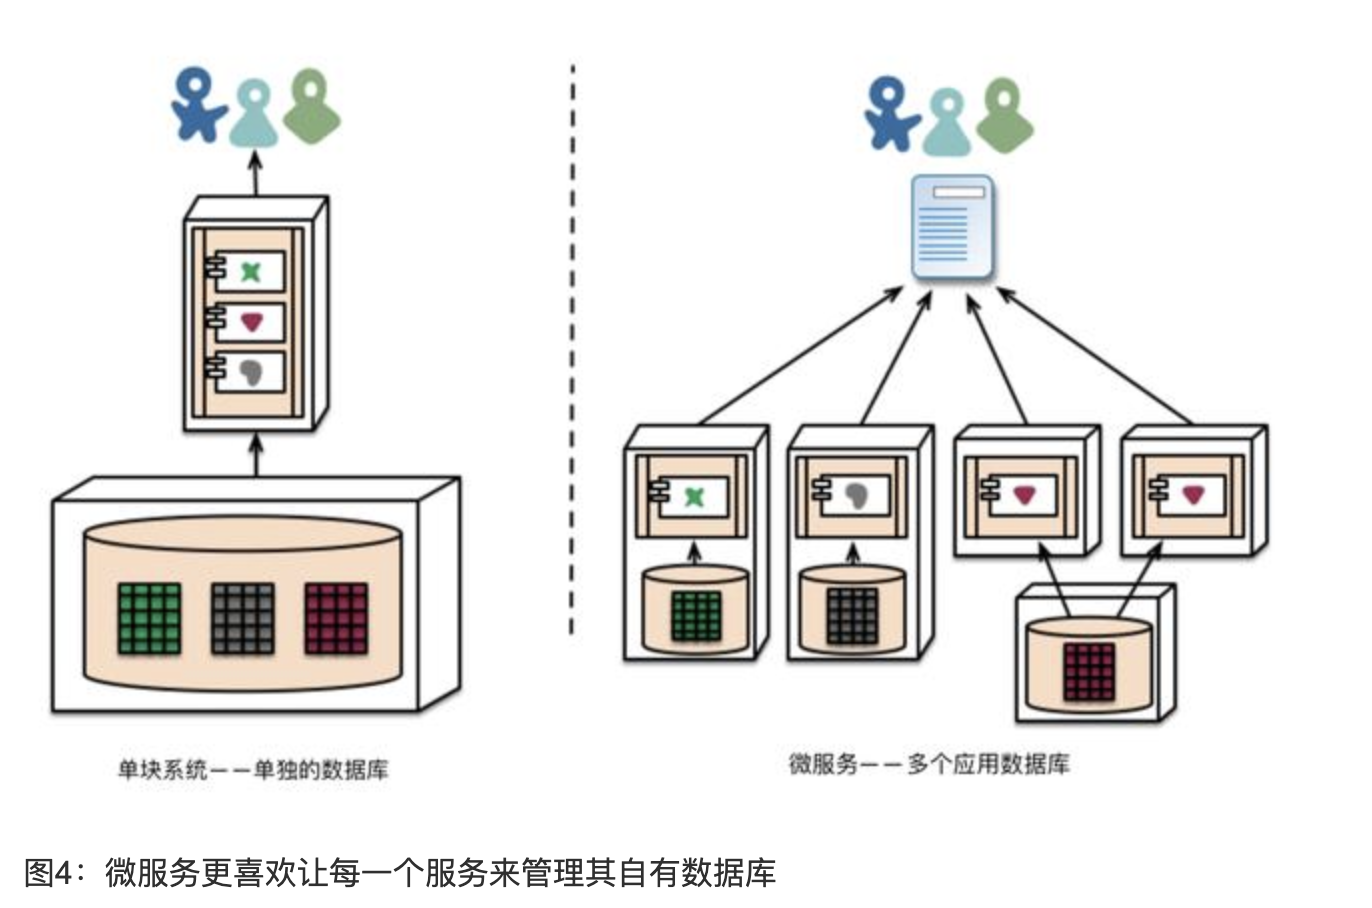 单块系统——单独的数据库
微服务——多个应用数据库
图4：微服务更喜欢让每一个服务来管理其自有数据库